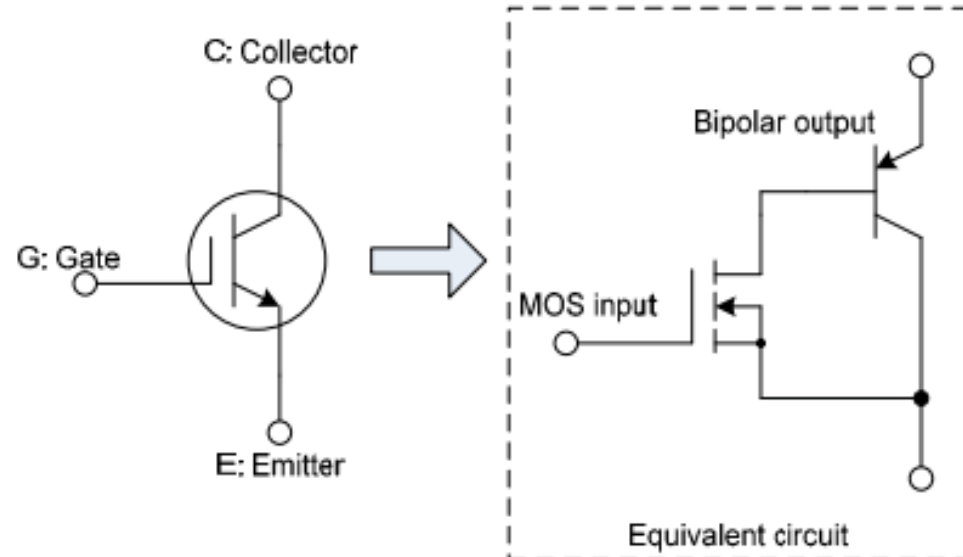 C: Collector
G: Gate
E: Emitter
Bipolar output
MOS input
Equivalent circuit